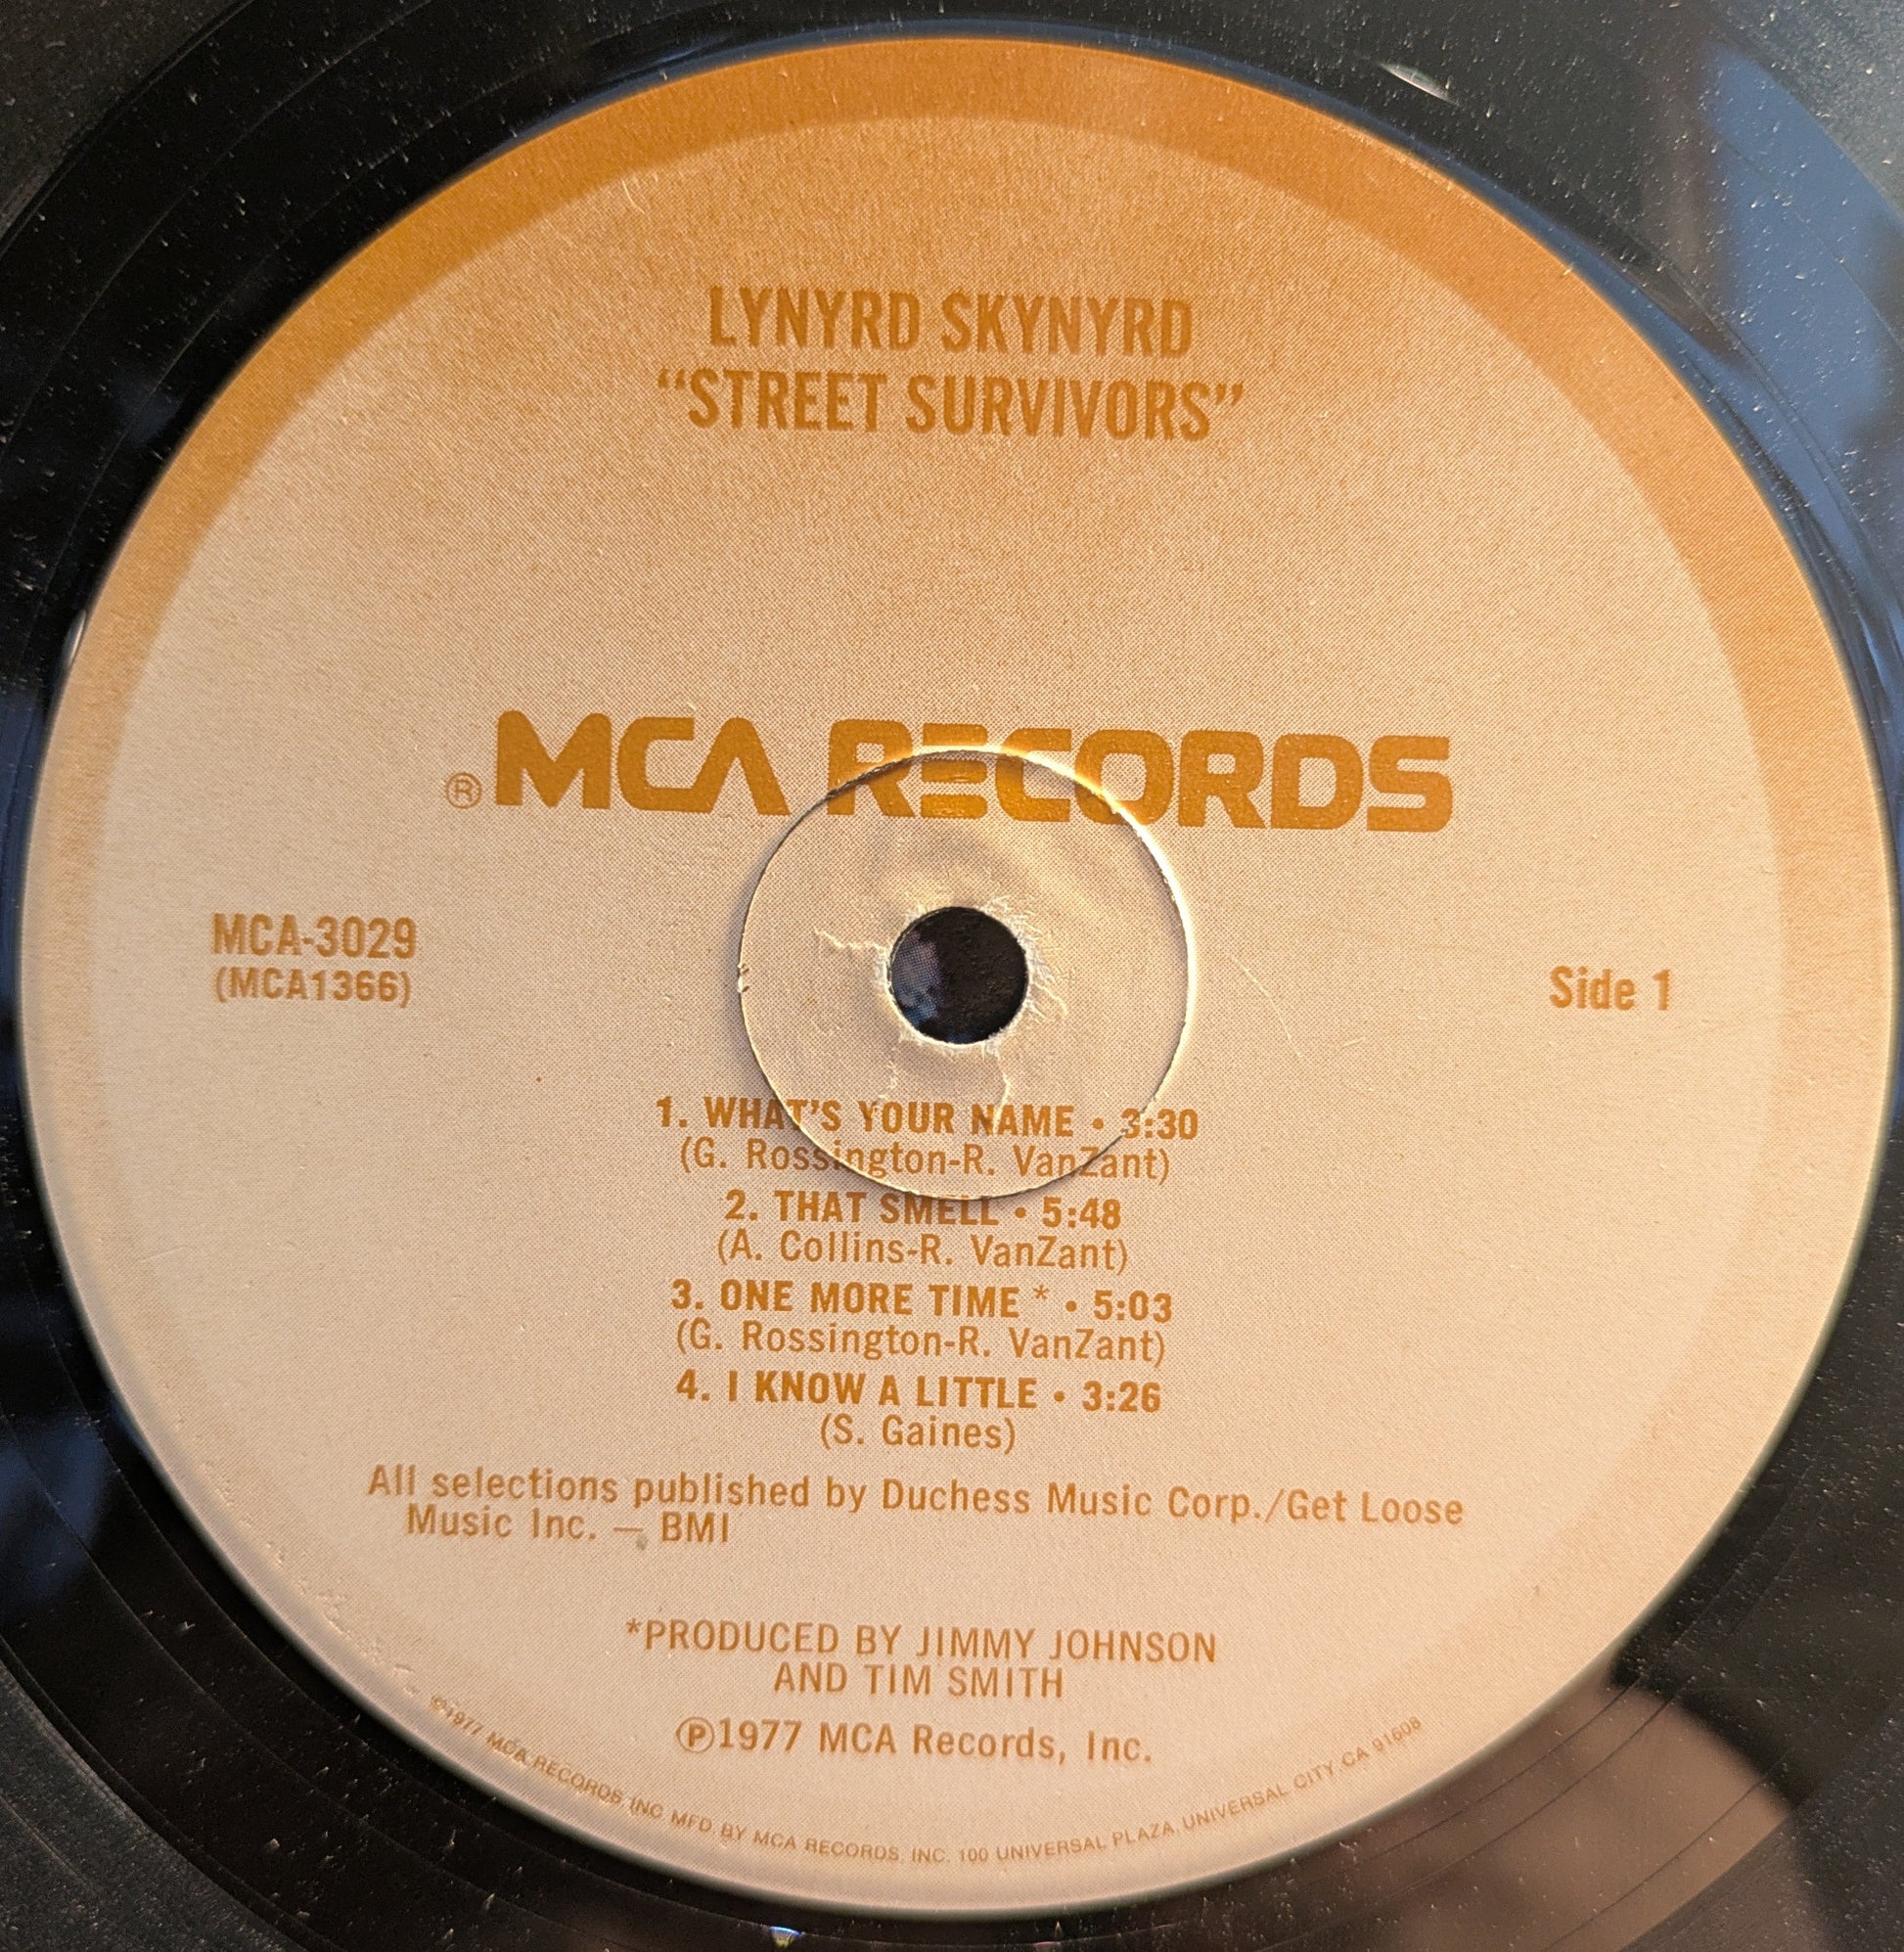 LYNYRD SKYNYRD
“STREET SURVIVORS”
® MCA RECORDS
MCA-3029
(MCA1366)
Side 1
1. WHAT’S YOUR NAME • 3:30
(G. Rossington-R. VanZant)
2. THAT SMELL • 5:48
(A. Collins-R. VanZant)
3. ONE MORE TIME * • 5:03
(G. Rossington-R. VanZant)
4. I KNOW A LITTLE • 3:26
(S. Gaines)
All selections published by Duchess Music Corp./Get Loose
Music Inc. — BMI
*PRODUCED BY JIMMY JOHNSON
AND TIM SMITH
Ⓟ1977 MCA Records, Inc.
©1977 MCA RECORDS, INC. MFD. BY MCA RECORDS, INC. 100 UNIVERSAL PLAZA, UNIVERSAL CITY, CA 91608